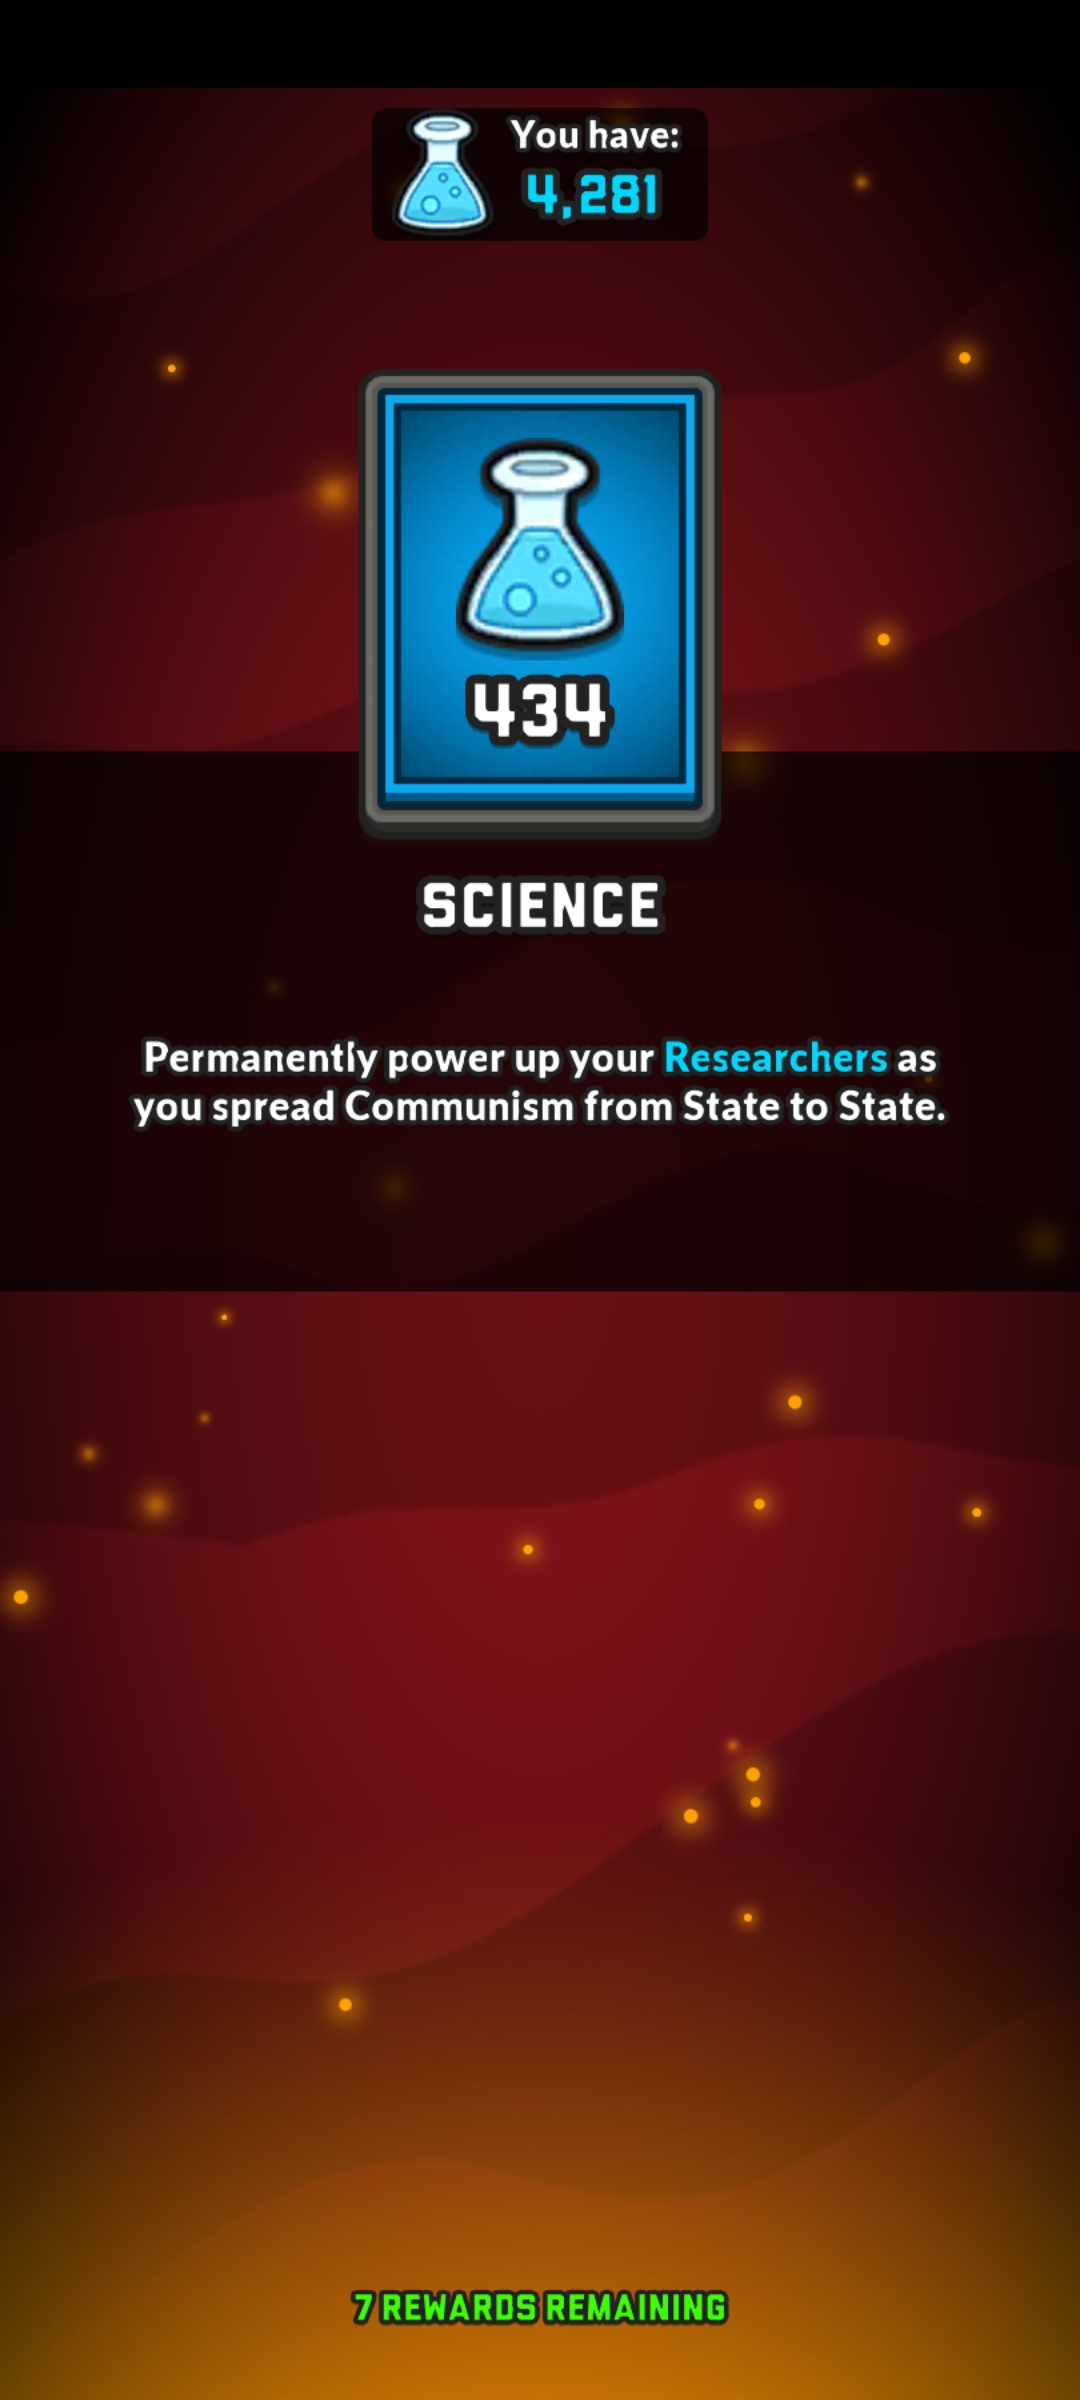 You have:
4,281
434
SCIENCE
Permanently power up your Researchers as
you spread Communism from State to State.
7 REWARDS REMAINING